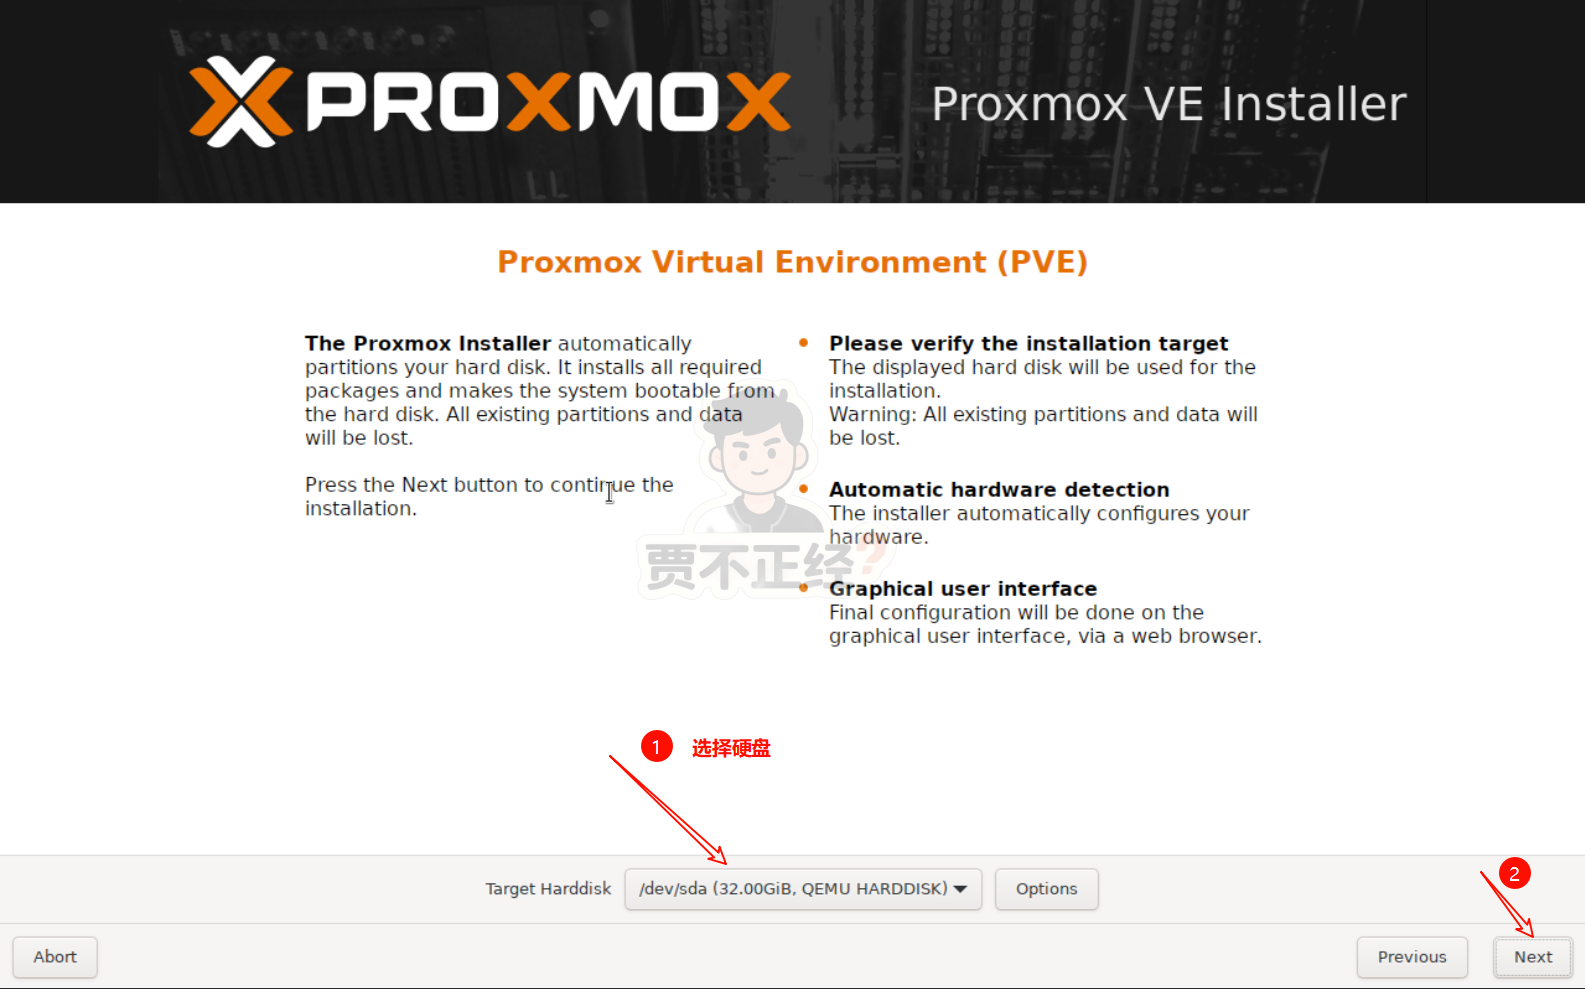 PROXMOX
Proxmox VE Installer
Proxmox Virtual Environment (PVE)
The Proxmox Installer automatically
partitions your hard disk. It installs all required
packages and makes the system bootable from
the hard disk. All existing partitions and data
will be lost.
Press the Next button to continue the
installation.
Please verify the installation target
The displayed hard disk will be used for the
installation.
Warning: All existing partitions and data will
be lost.
Automatic hardware detection
The installer automatically configures your
hardware.
Graphical user interface
Final configuration will be done on the
graphical user interface, via a web browser.
贾不正经?
1 选择硬盘
Target Harddisk /dev/sda (32.00GiB, QEMU HARDDISK) Options
2
Abort Previous Next